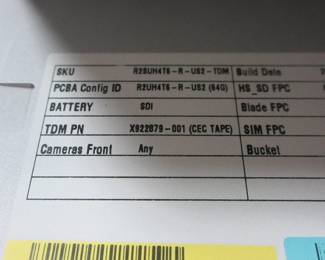 SKU R2SUH4T6-R-US2-TDM Build Date
PCBA Config ID R2UH4T6-R-US2 (64G) HS_SD FPC
BATTERY SDI Blade FPC
TDM PN X922879-001 (CEC TAPE) SIM FPC
Cameras Front Any Bucket